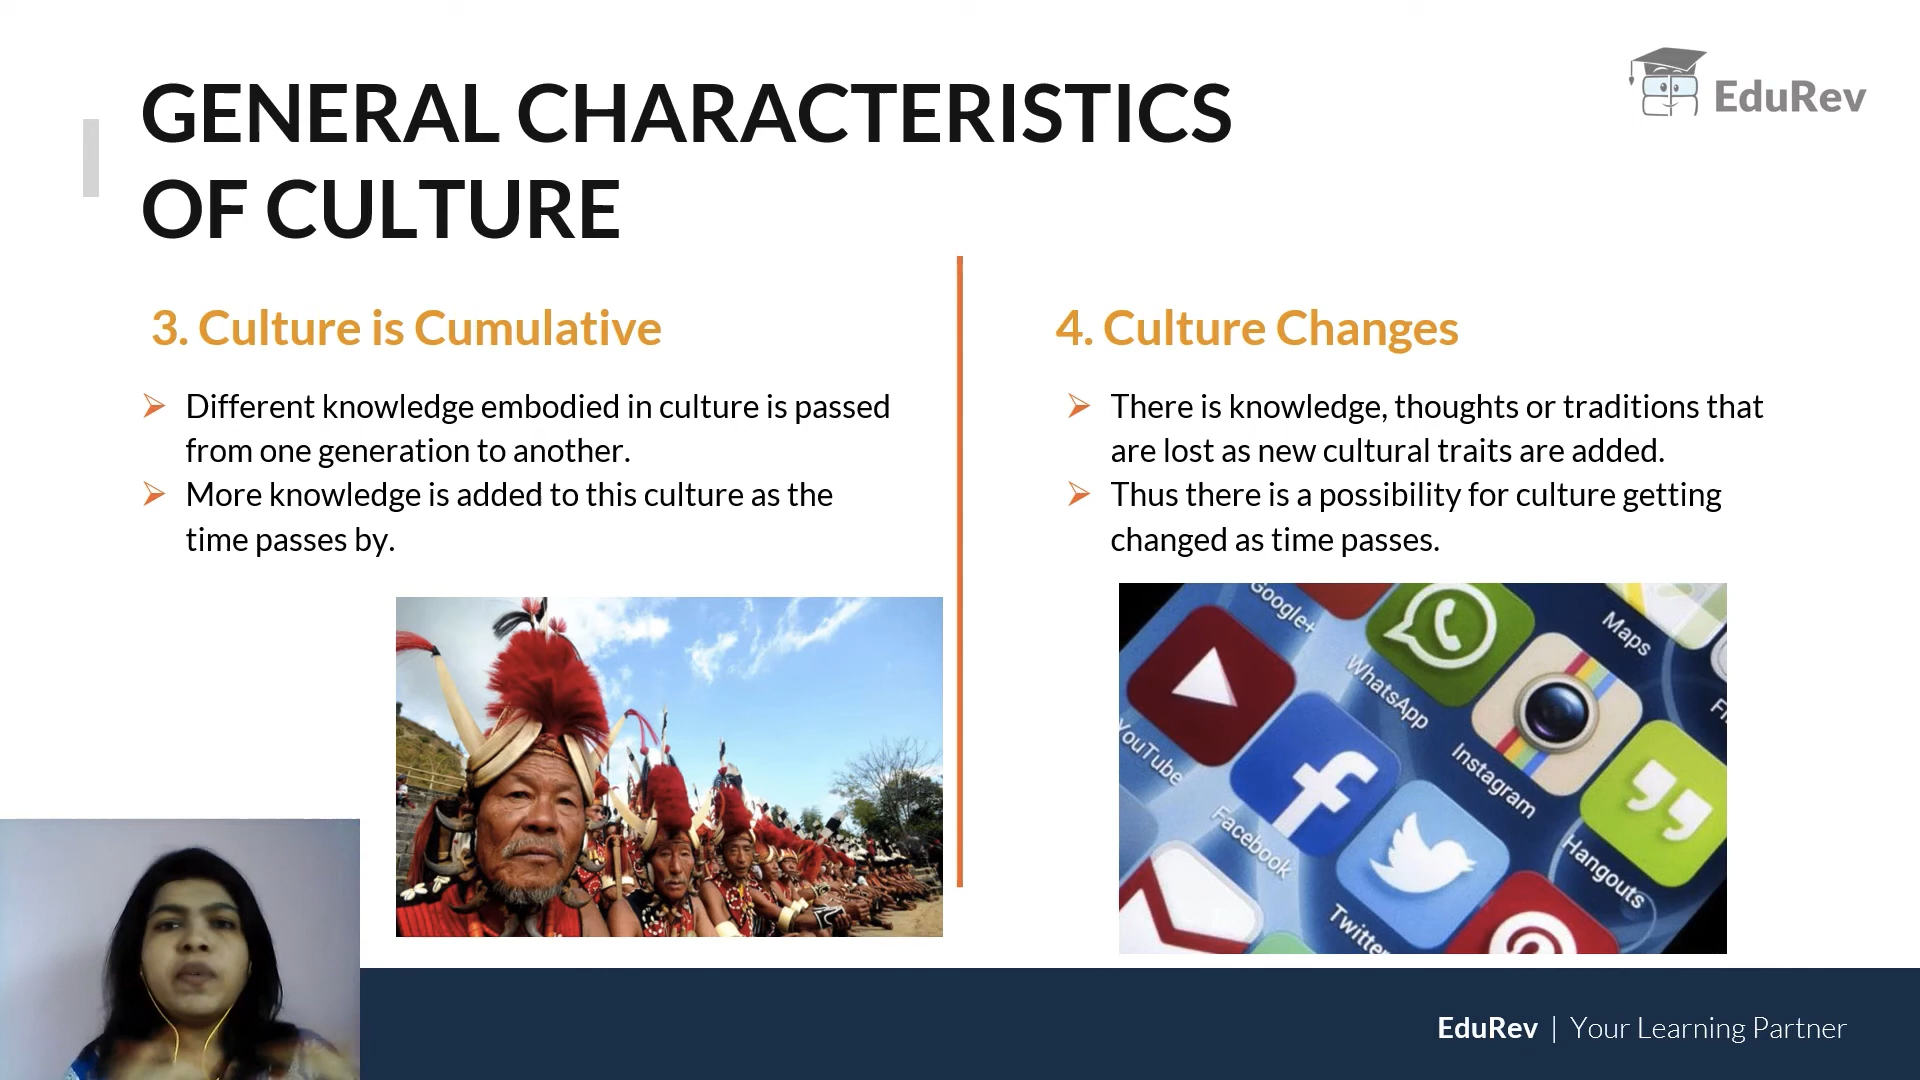 GENERAL CHARACTERISTICS
OF CULTURE
EduRev
3. Culture is Cumulative
Different knowledge embodied in culture is passed
from one generation to another.
More knowledge is added to this culture as the
time passes by.
4. Culture Changes
There is knowledge, thoughts or traditions that
are lost as new cultural traits are added.
Thus there is a possibility for culture getting
changed as time passes.
Google+
Maps
WhatsApp
YouTube
Instagram
Facebook
Hangouts
Twitter
EduRev | Your Learning Partner